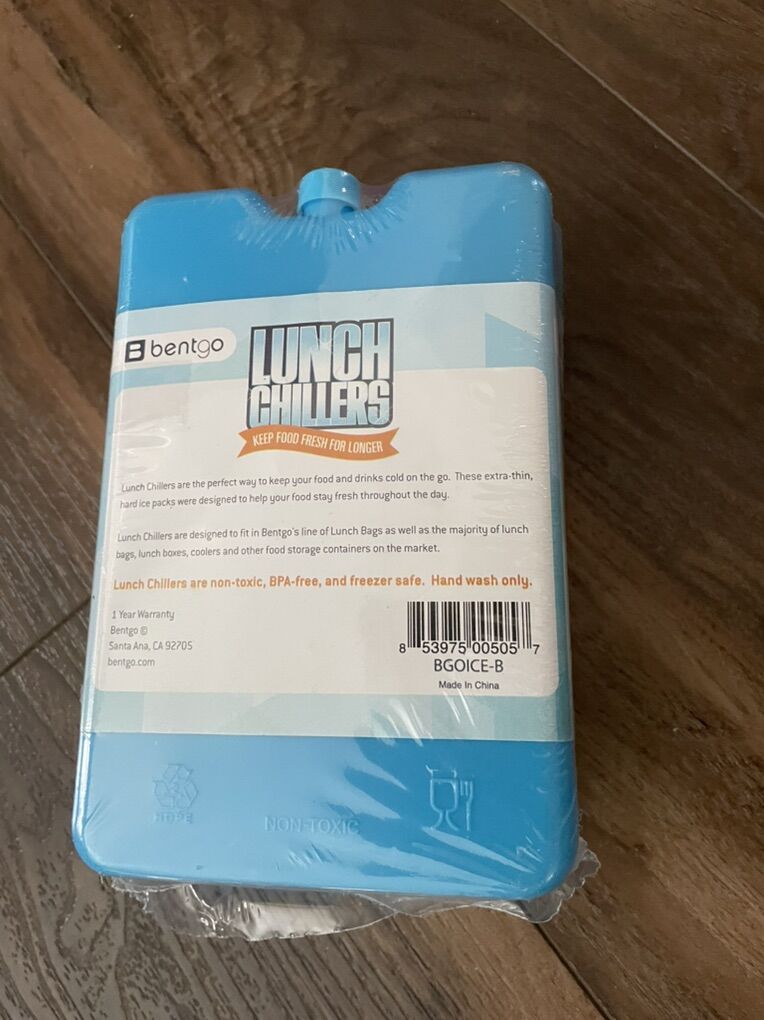 bentgo
LUNCH
CHILLERS
KEEP FOOD FRESH FOR LONGER
Lunch Chillers are the perfect way to keep your food and drinks cold on the go. These extra-thin,
hard ice packs were designed to help your food stay fresh throughout the day.
Lunch Chillers are designed to fit in Bentgo's line of Lunch Bags as well as the majority of lunch
bags, lunch boxes, coolers and other food storage containers on the market.
Lunch Chillers are non-toxic, BPA-free, and freezer safe. Hand wash only.
1 Year Warranty
Bentgo ©
Santa Ana, CA 92705
bentgo.com
8 53975 00505 7
BGOICE-B
Made In China
2
HDPE
NON-TOXIC